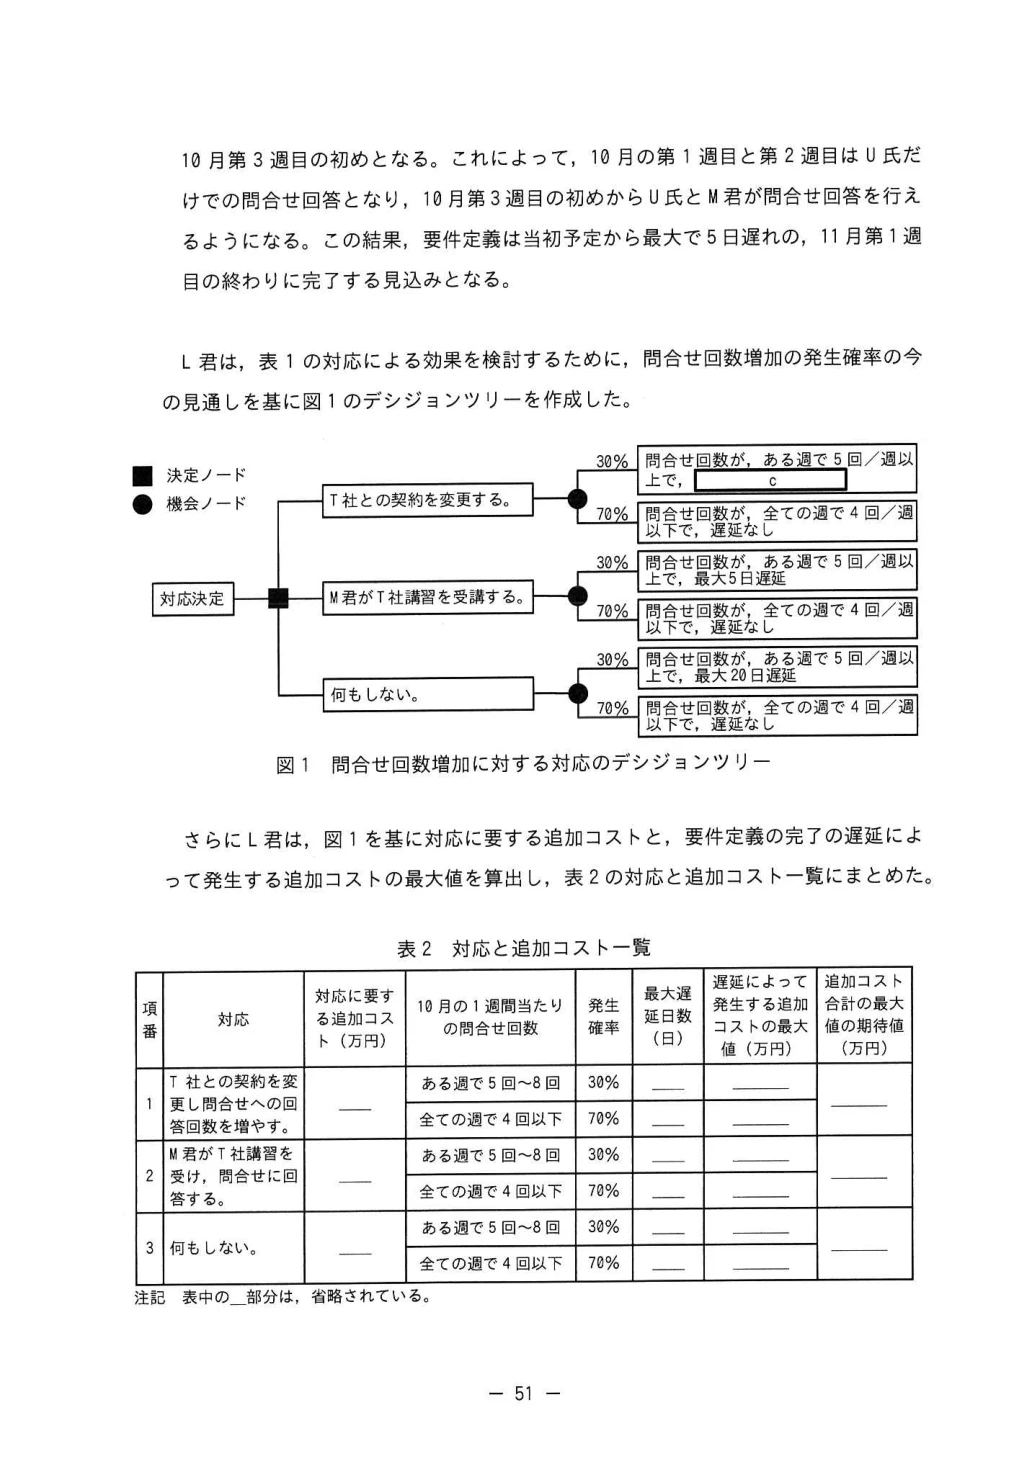 10 月第 3 週目の初めとなる。これによって，10 月の第 1 週目と第 2 週目は U 氏だ
けでの問合せ回答となり，10 月第 3 週目の初めから U 氏と M 君が問合せ回答を行え
るようになる。この結果，要件定義は当初予定から最大で 5 日遅れの，11 月第 1 週
目の終わりに完了する見込みとなる。
L 君は，表 1 の対応による効果を検討するために，問合せ回数増加の発生確率の今
の見通しを基に図 1 のデシジョンツリーを作成した。
■ 決定ノード
● 機会ノード
対応決定
T 社との契約を変更する。
30%
問合せ回数が，ある週で 5 回／週以
上で， c
70%
問合せ回数が，全ての週で 4 回／週
以下で，遅延なし
M 君が T 社講習を受講する。
30%
問合せ回数が，ある週で 5 回／週以
上で，最大5日遅延
70%
問合せ回数が，全ての週で 4 回／週
以下で，遅延なし
何もしない。
30%
問合せ回数が，ある週で 5 回／週以
上で，最大 20 日遅延
70%
問合せ回数が，全ての週で 4 回／週
以下で，遅延なし
図 1 問合せ回数増加に対する対応のデシジョンツリー
さらに L 君は，図 1 を基に対応に要する追加コストと，要件定義の完了の遅延によ
って発生する追加コストの最大値を算出し，表 2 の対応と追加コスト一覧にまとめた。
表 2 対応と追加コスト一覧
項
番
対応
対応に要す
る追加コス
ト（万円）
10 月の 1 週間当たり
の問合せ回数
発生
確率
最大遅
延日数
（日）
遅延によって
発生する追加
コストの最大
値（万円）
追加コスト
合計の最大
値の期待値
（万円）
1
T 社との契約を変
更し問合せへの回
答回数を増やす。
ある週で 5 回～8 回 30%
全ての週で 4 回以下 70%
2
M 君が T 社講習を
受け，問合せに回
答する。
ある週で 5 回～8 回 30%
全ての週で 4 回以下 70%
3
何もしない。
ある週で 5 回～8 回 30%
全ての週で 4 回以下 70%
注記 表中の＿部分は，省略されている。
－ 51 －